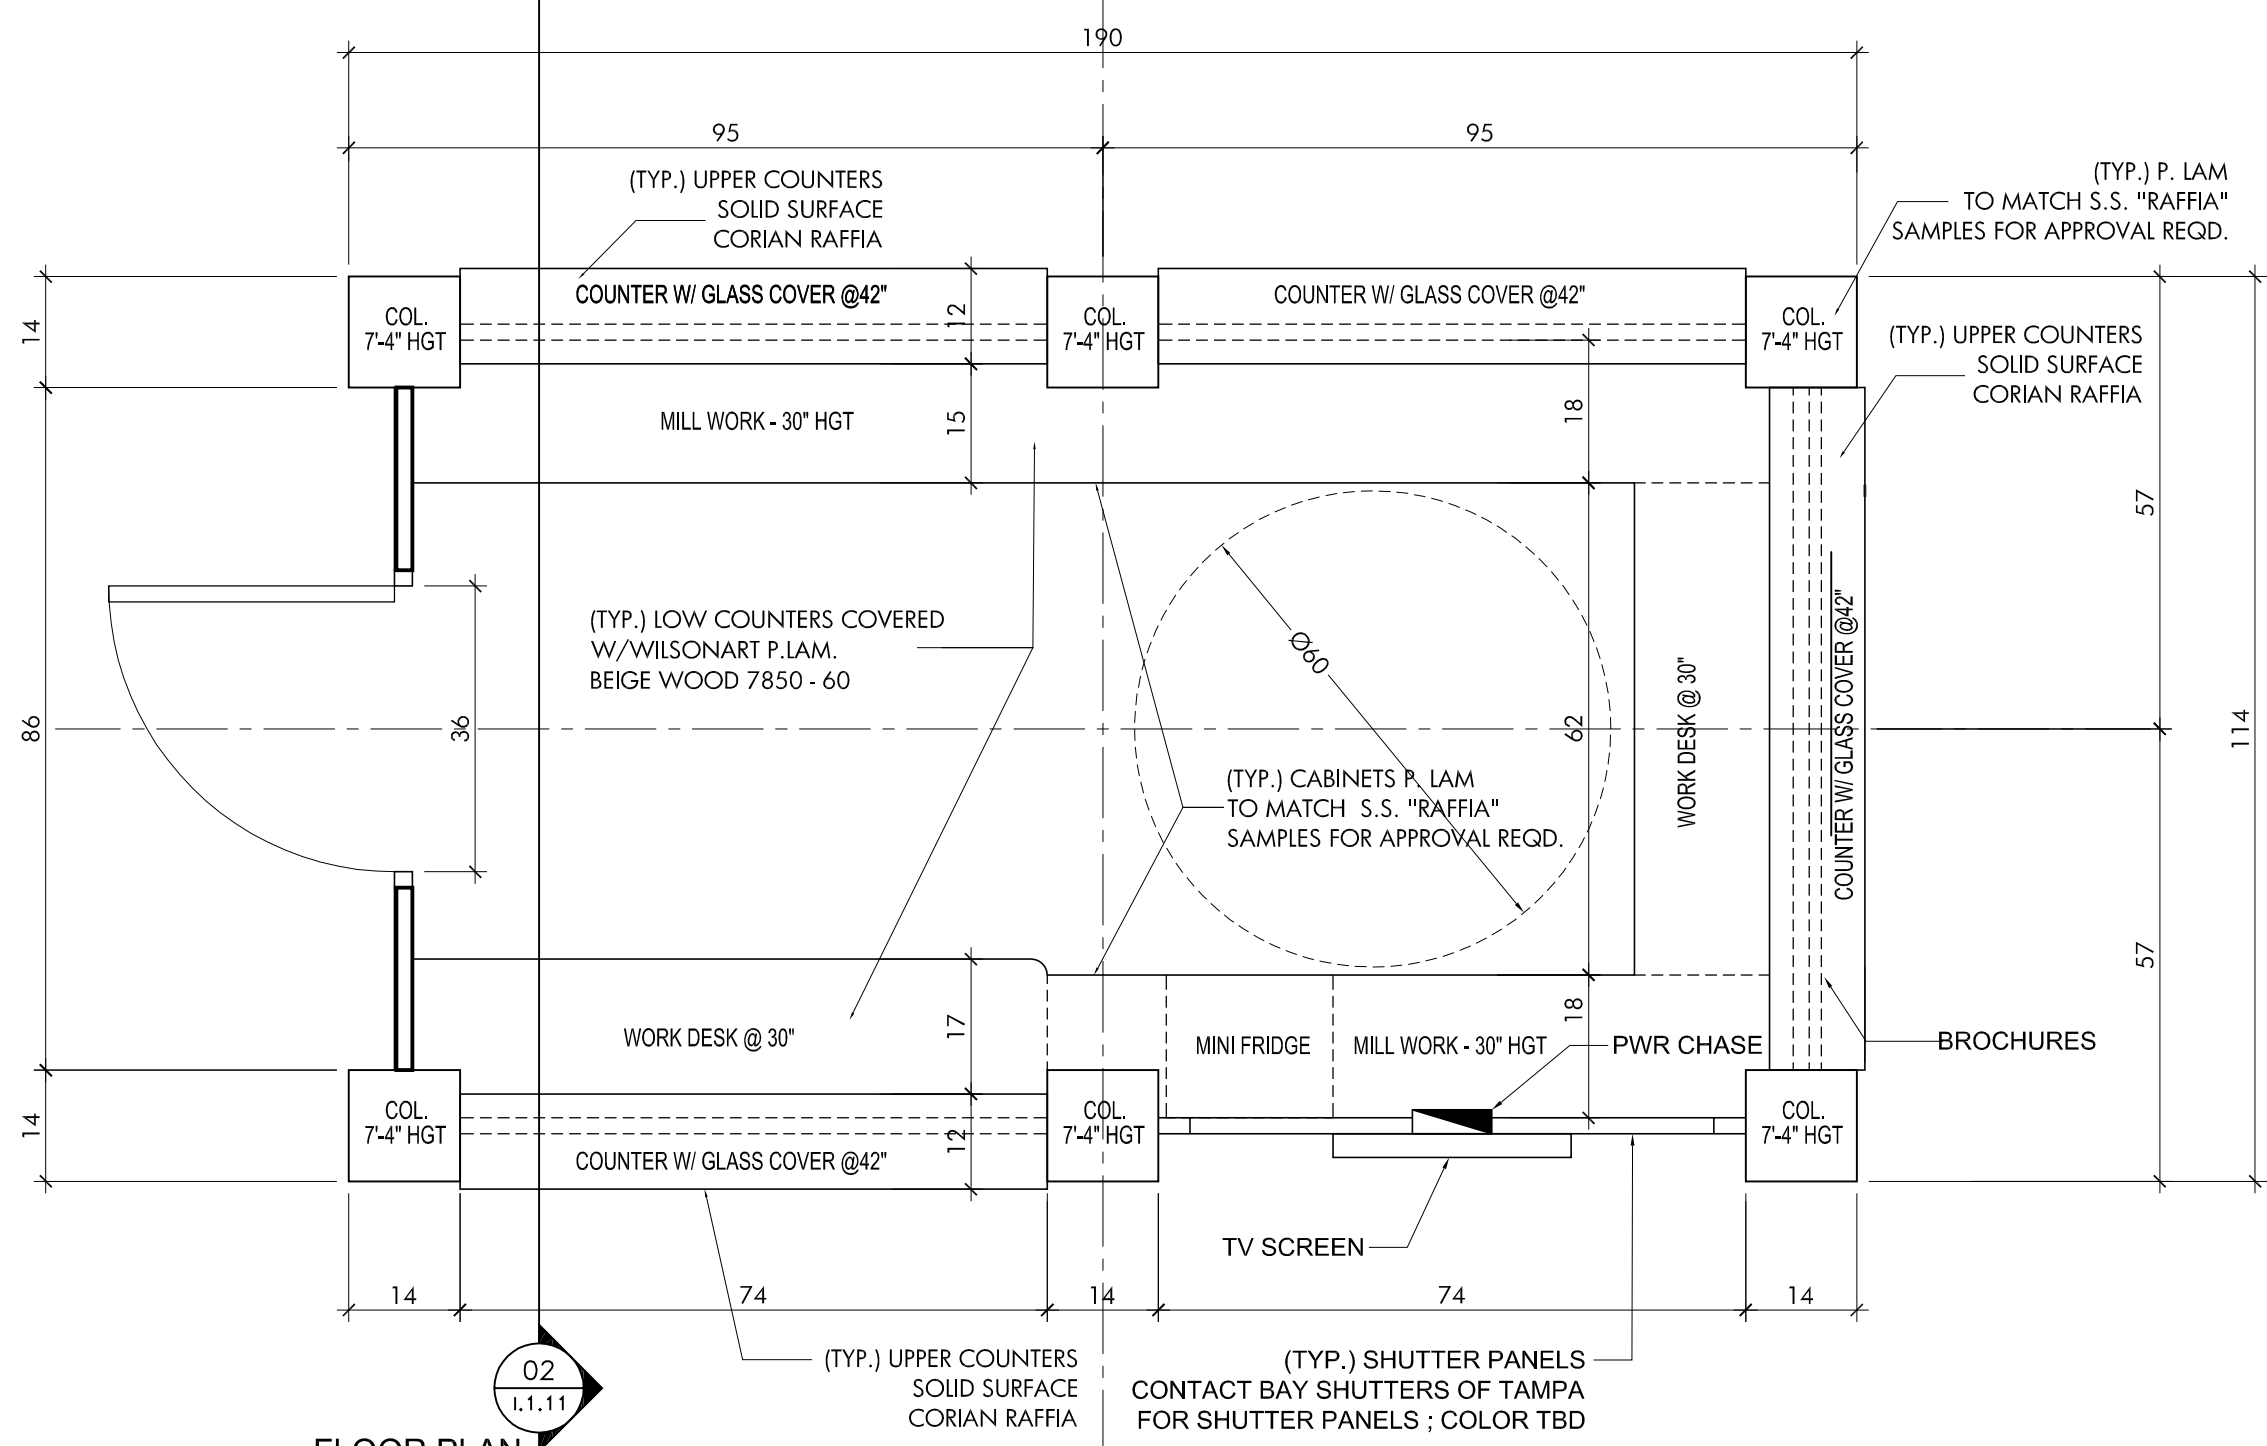 190
95
95
(TYP.) UPPER COUNTERS
SOLID SURFACE
CORIAN RAFFIA
(TYP.) P. LAM
TO MATCH S.S. "RAFFIA"
SAMPLES FOR APPROVAL REQD.
COUNTER W/ GLASS COVER @42"
COUNTER W/ GLASS COVER @42"
14
COL.
7'-4" HGT
12
COL.
7'-4" HGT
COL.
7'-4" HGT
(TYP.) UPPER COUNTERS
SOLID SURFACE
CORIAN RAFFIA
MILL WORK - 30" HGT
15
18
57
(TYP.) LOW COUNTERS COVERED
W/WILSONART P.LAM.
BEIGE WOOD 7850 - 60
Ø60
86
36
62
WORK DESK @ 30"
COUNTER W/ GLASS COVER @42"
114
(TYP.) CABINETS P. LAM
TO MATCH S.S. "RAFFIA"
SAMPLES FOR APPROVAL REQD.
57
WORK DESK @ 30"
17
MINI FRIDGE
MILL WORK - 30" HGT
18
PWR CHASE
BROCHURES
14
COL.
7'-4" HGT
12
COL.
7'-4" HGT
COL.
7'-4" HGT
COUNTER W/ GLASS COVER @42"
TV SCREEN
14
74
14
74
14
02
I.1.11
(TYP.) UPPER COUNTERS
SOLID SURFACE
CORIAN RAFFIA
(TYP.) SHUTTER PANELS
CONTACT BAY SHUTTERS OF TAMPA
FOR SHUTTER PANELS ; COLOR TBD
FLOOR PLAN